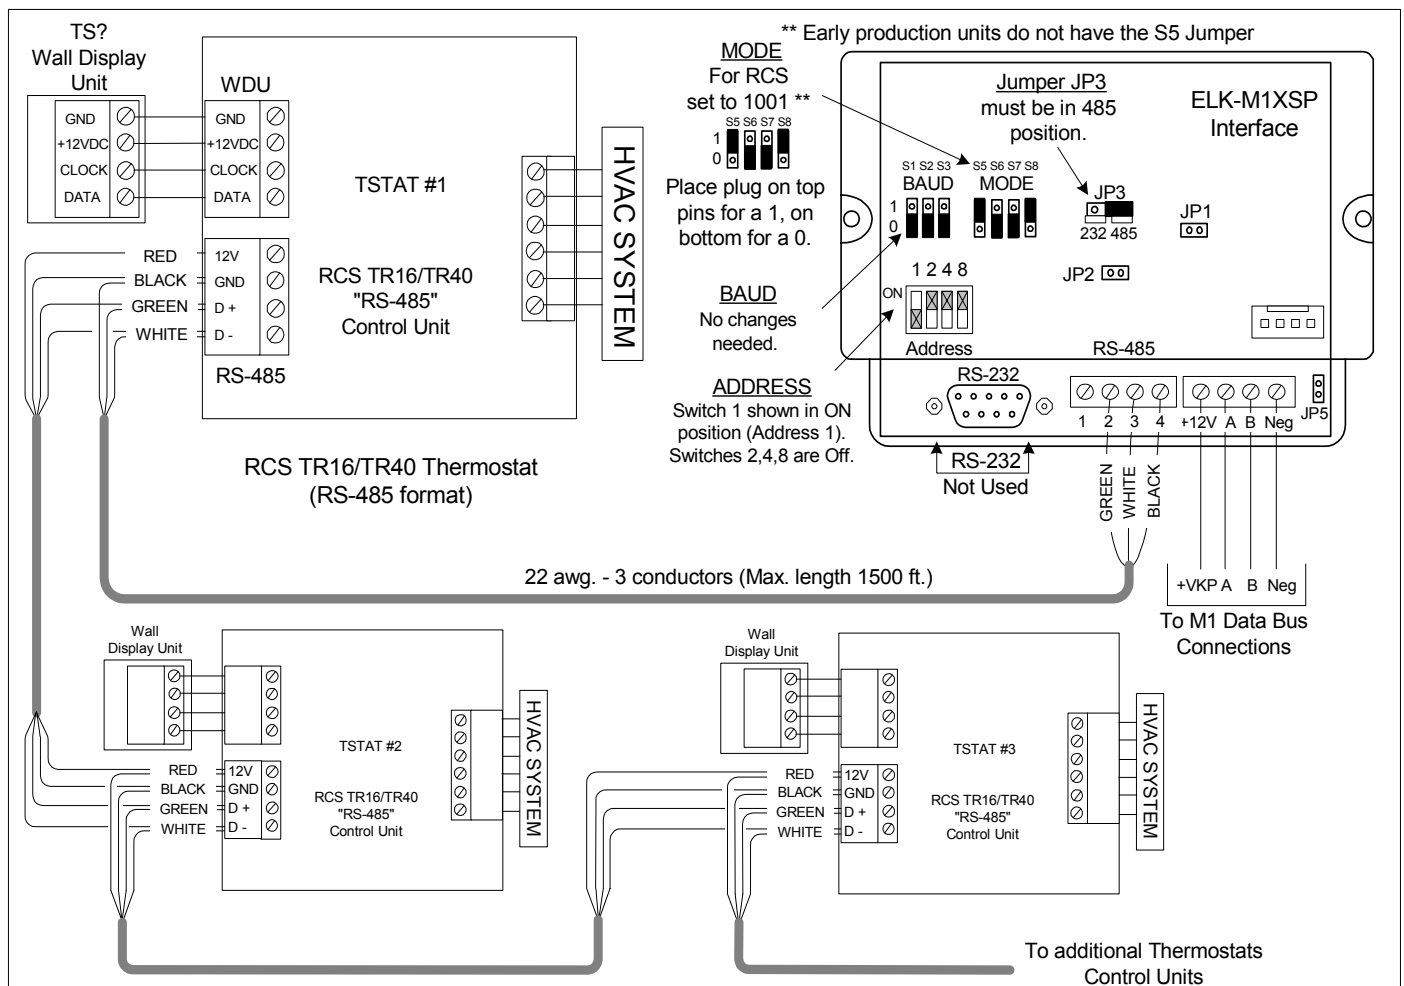 ** Early production units do not have the S5 Jumper
TS?
Wall Display
Unit
GND
+12VDC
CLOCK
DATA
WDU
GND
+12VDC
CLOCK
DATA
TSTAT #1
RCS TR16/TR40
"RS-485"
Control Unit
HVAC SYSTEM
RED
BLACK
GREEN
WHITE
12V
GND
D +
D -
RS-485
RCS TR16/TR40 Thermostat
(RS-485 format)
MODE
For RCS
set to 1001 **
S5 S6 S7 S8
1
0
Place plug on top
pins for a 1, on
bottom for a 0.
BAUD
No changes
needed.
ADDRESS
Switch 1 shown in ON
position (Address 1).
Switches 2,4,8 are Off.
Jumper JP3
must be in 485
position.
ELK-M1XSP
Interface
S1 S2 S3
BAUD
1
0
S5 S6 S7 S8
MODE
JP3
232 485
JP1
JP2
1 2 4 8
ON
Address
RS-485
RS-232
1 2 3 4
+12V A B Neg
JP5
RS-232
Not Used
GREEN
WHITE
BLACK
+VKP A B Neg
To M1 Data Bus
Connections
22 awg. - 3 conductors (Max. length 1500 ft.)
Wall
Display Unit
TSTAT #2
RCS TR16/TR40
"RS-485"
Control Unit
HVAC SYSTEM
RED
BLACK
GREEN
WHITE
12V
GND
D +
D -
Wall
Display Unit
TSTAT #3
RCS TR16/TR40
"RS-485"
Control Unit
HVAC SYSTEM
RED
BLACK
GREEN
WHITE
12V
GND
D +
D -
To additional Thermostats
Control Units